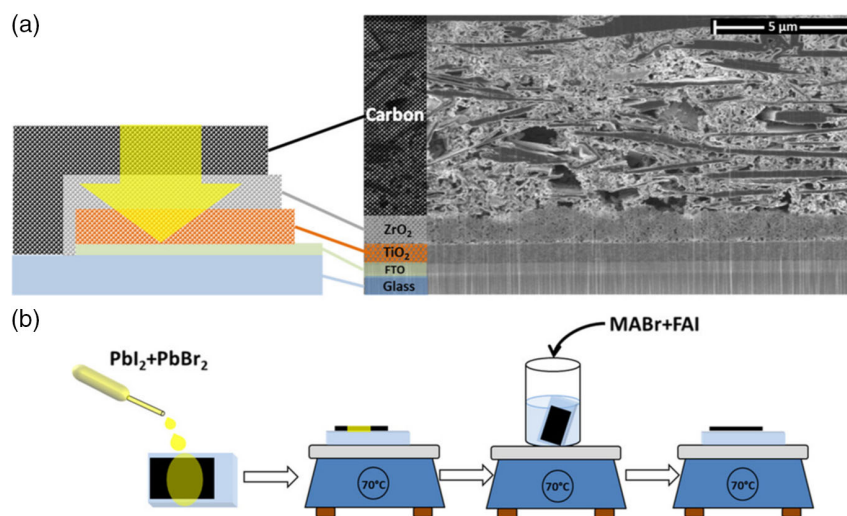 (a)
5 µm
Carbon
ZrO₂
TiO₂
FTO
Glass
(b)
PbI₂+PbBr₂
MABr+FAI
70°C
70°C
70°C